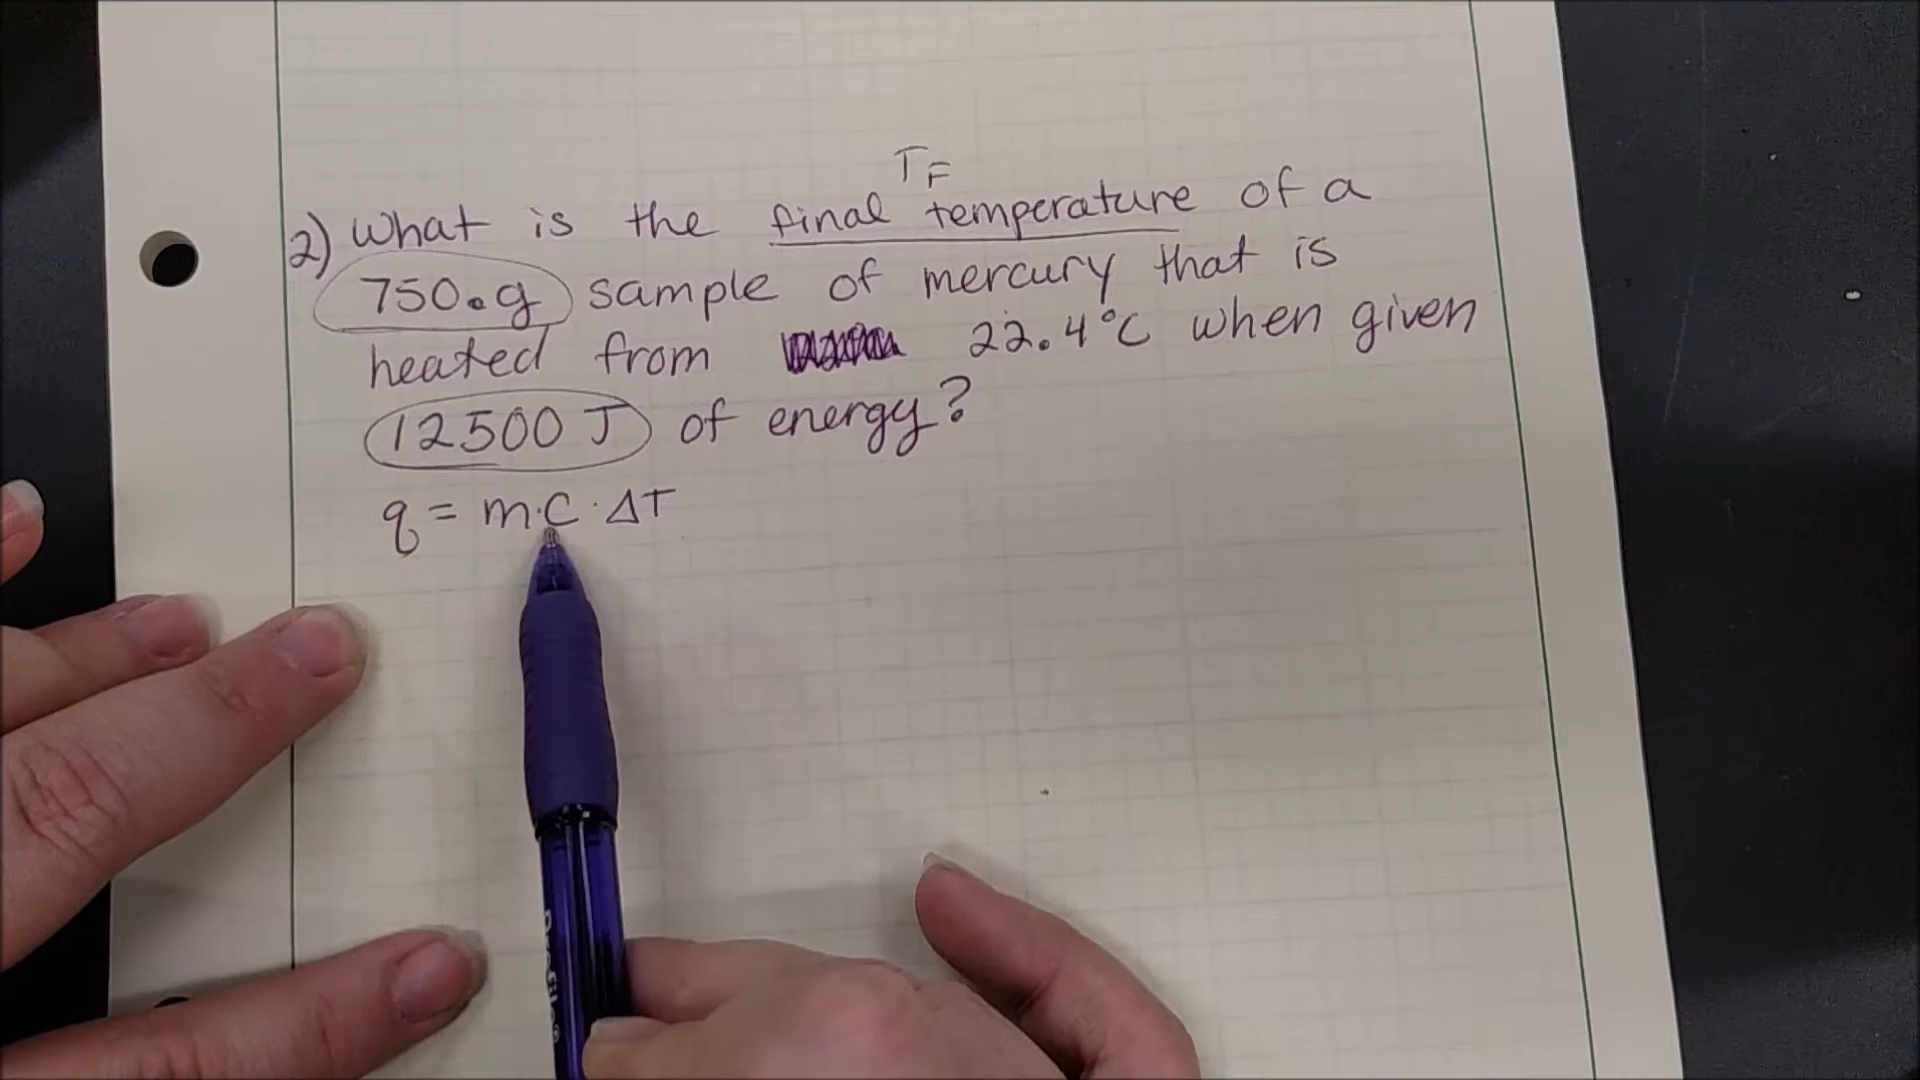 TF
2) What is the final temperature of a
750.g sample of mercury that is
heated from 22.4°C when given
12500 J of energy?
q = m·C·ΔT